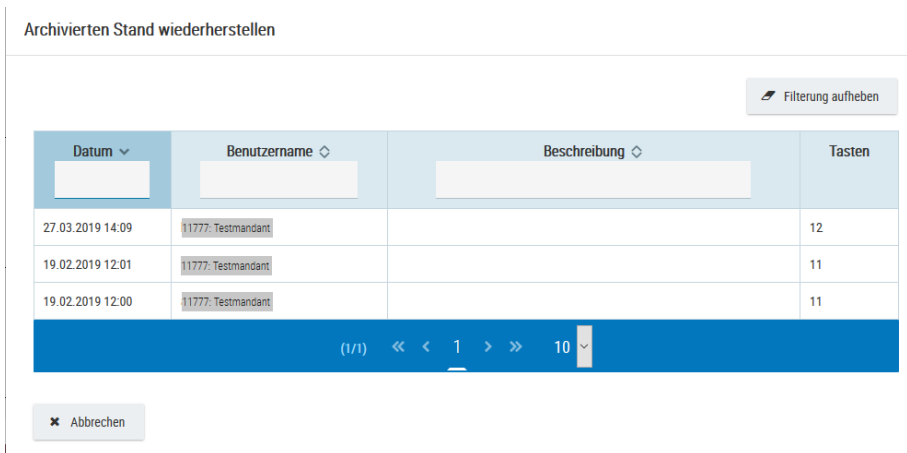 Archivierten Stand wiederherstellen
Filterung aufheben
Datum Benutzername Beschreibung Tasten
27.03.2019 14:09 11777: Testmandant 12
19.02.2019 12:01 11777: Testmandant 11
19.02.2019 12:00 11777: Testmandant 11
(1/1) « < 1 > » 10
Abbrechen